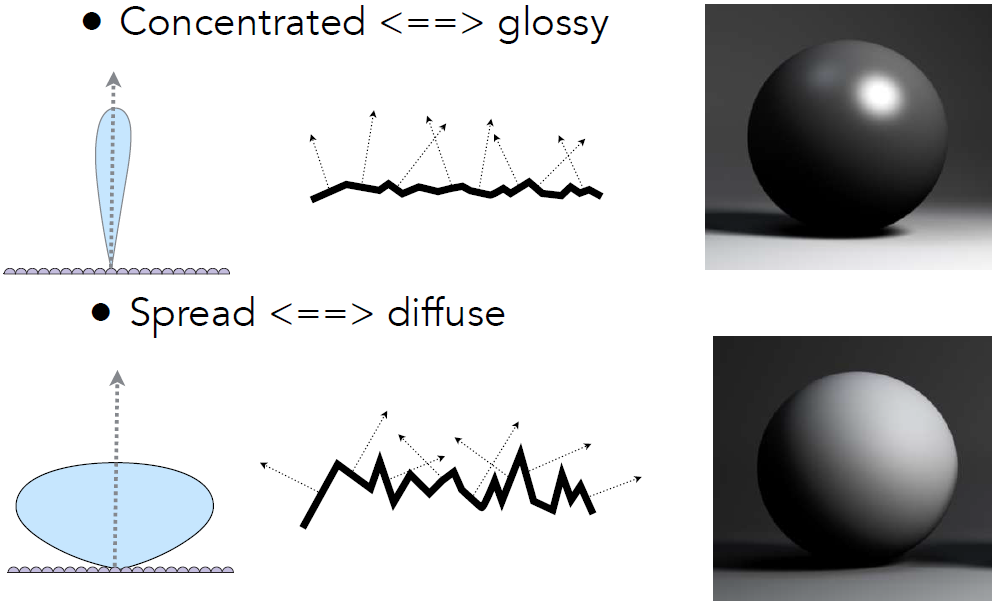 ● Concentrated <==> glossy
● Spread <==> diffuse